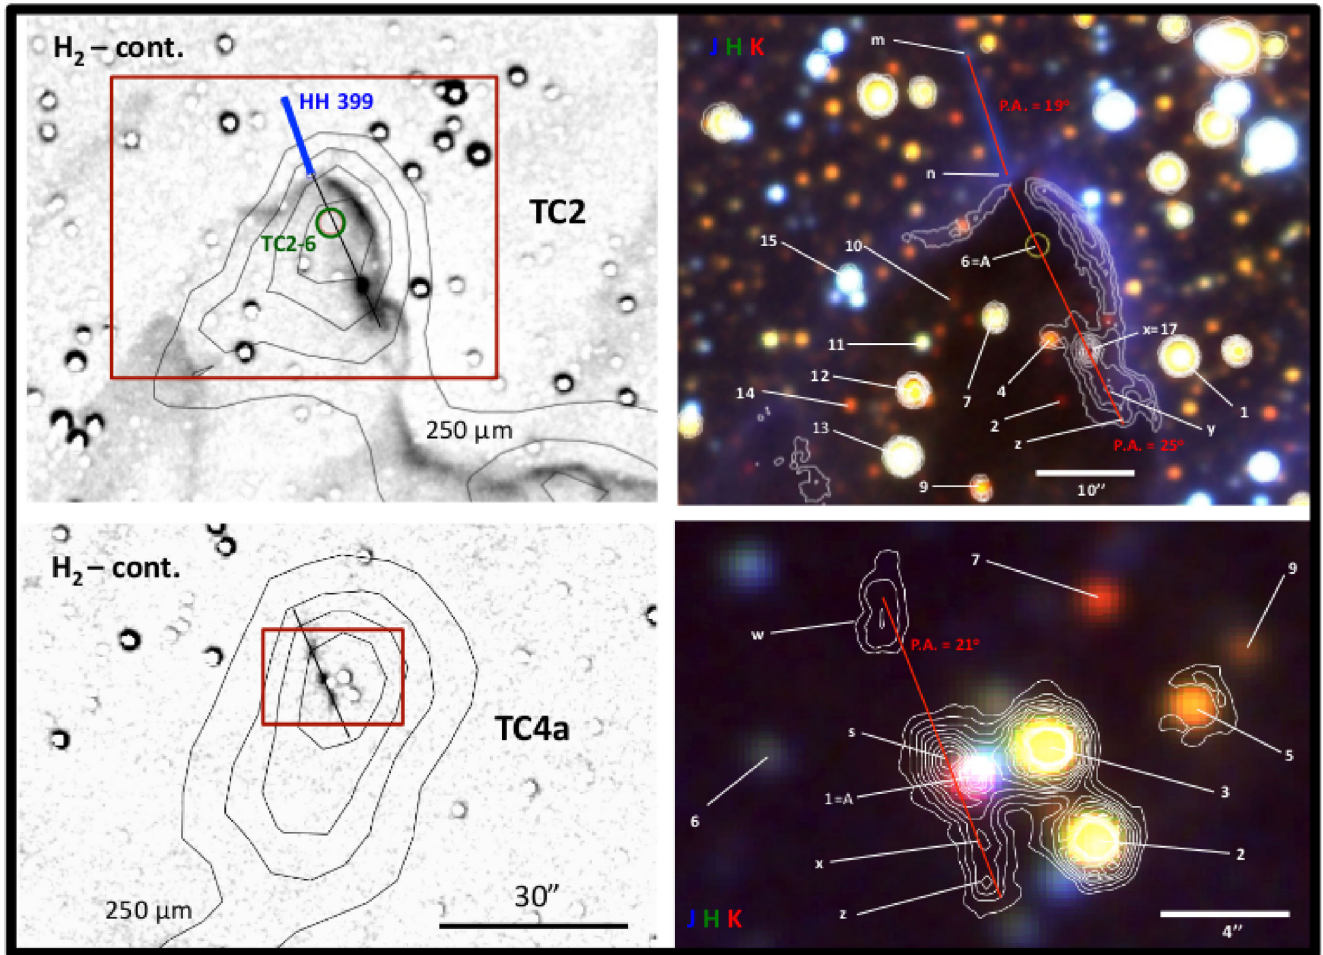 H2 – cont.
HH 399
TC2
TC2-6
250 µm
J H K
m
P.A. = 19°
n
15
10
6=A
x=17
11
12
14
7
4
1
2
13
z
y
P.A. = 25°
9
10’’
H2 – cont.
TC4a
250 µm
30”
7
9
w
P.A. = 21°
s
5
1=A
3
6
x
2
z
J H K
4’’